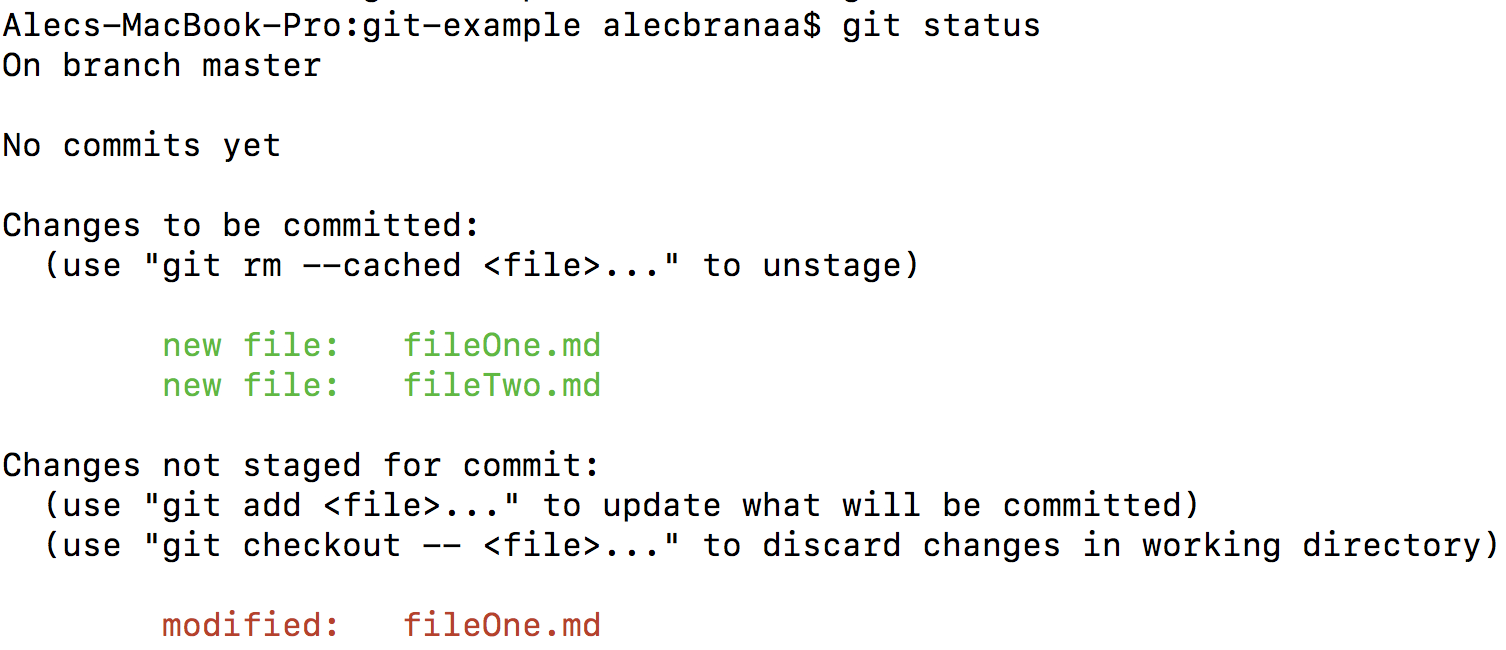 Alecs-MacBook-Pro:git-example alecbranaa$ git status
On branch master
No commits yet
Changes to be committed:
(use "git rm --cached <file>..." to unstage)
new file: fileOne.md
new file: fileTwo.md
Changes not staged for commit:
(use "git add <file>..." to update what will be committed)
(use "git checkout -- <file>..." to discard changes in working directory)
modified: fileOne.md